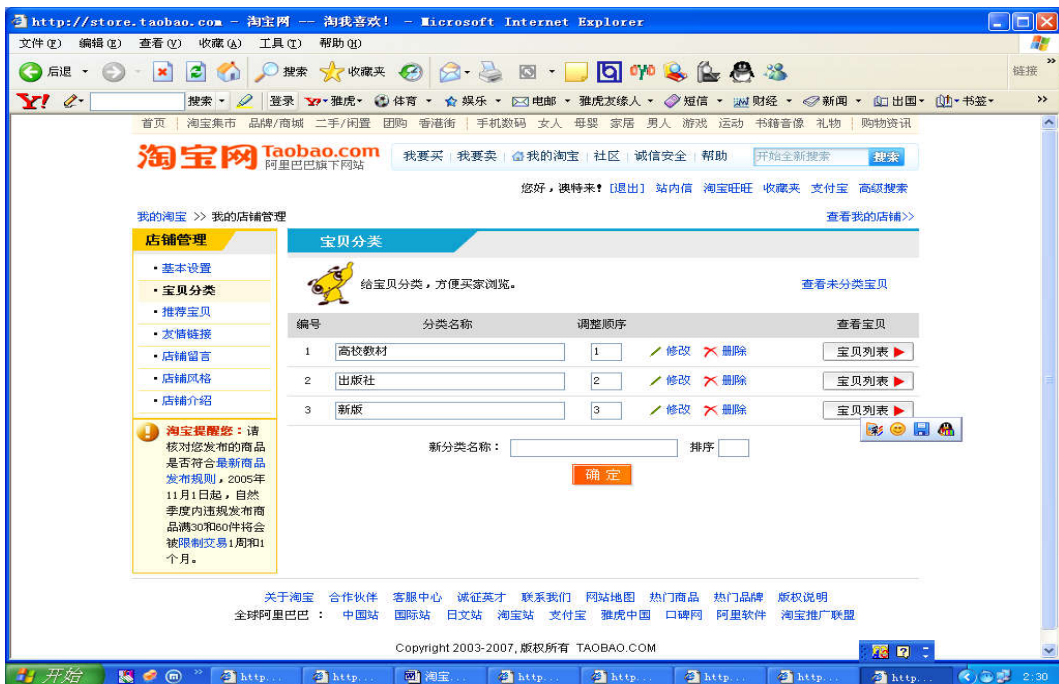 http://store.taobao.com - 淘宝网 -- 淘我喜欢! - Microsoft Internet Explorer
文件(F) 编辑(E) 查看(V) 收藏(A) 工具(T) 帮助(H)
后退 搜索 收藏夹 链接 »
Y! 搜索 登录 雅虎 体育 娱乐 电邮 雅虎友缘人 短信 财经 新闻 出国 书签 »
首页 淘宝集市 品牌/商城 二手/闲置 团购 香港街 手机数码 女人 母婴 家居 男人 游戏 运动 书籍音像 礼物 购物资讯
淘宝网 Taobao.com
阿里巴巴旗下网站
我要买 我要卖 我的淘宝 社区 诚信安全 帮助 开始全新搜索 搜索
您好,澳特来! [退出] 站内信 淘宝旺旺 收藏夹 支付宝 高级搜索
我的淘宝 >> 我的店铺管理 查看我的店铺>>
店铺管理
·基本设置
·宝贝分类
·推荐宝贝
·友情链接
·店铺留言
·店铺风格
·店铺介绍
淘宝提醒您:请
核对您发布的商品
是否符合最新商品
发布规则,2005年
11月1日起,自然
季度内违规发布商
品满30和60件将会
被限制交易1周和1
个月。
宝贝分类
给宝贝分类,方便买家浏览。 查看未分类宝贝
编号 分类名称 调整顺序 查看宝贝
1 高校教材 1 修改 删除 宝贝列表
2 出版社 2 修改 删除 宝贝列表
3 新版 3 修改 删除 宝贝列表
新分类名称: 排序
确 定
关于淘宝 合作伙伴 客服中心 诚征英才 联系我们 网站地图 热门商品 热门品牌 版权说明
全球阿里巴巴: 中国站 国际站 日文站 淘宝站 支付宝 雅虎中国 口碑网 阿里软件 淘宝推广联盟
Copyright 2003-2007, 版权所有 TAOBAO.COM
开始 » http... http... 淘宝... http... http... http... http... http... 2:30